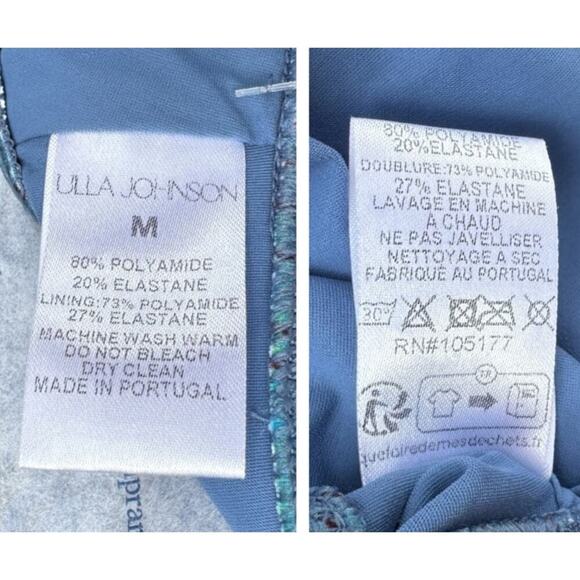 ULLA JOHNSON
M
80% POLYAMIDE
20% ELASTANE
LINING:73% POLYAMIDE
27% ELASTANE
MACHINE WASH WARM
DO NOT BLEACH
DRY CLEAN
MADE IN PORTUGAL
80% POLYAMIDE
20%ELASTANE
DOUBLURE:73% POLYAMIDE
27% ELASTANE
LAVAGE EN MACHINE
A CHAUD
NE PAS JAVELLISER
NETTOYAGE A SEC
FABRIQUÉ AU PORTUGAL
30°
RN#105177
FR
quefairedemesdechets.fr